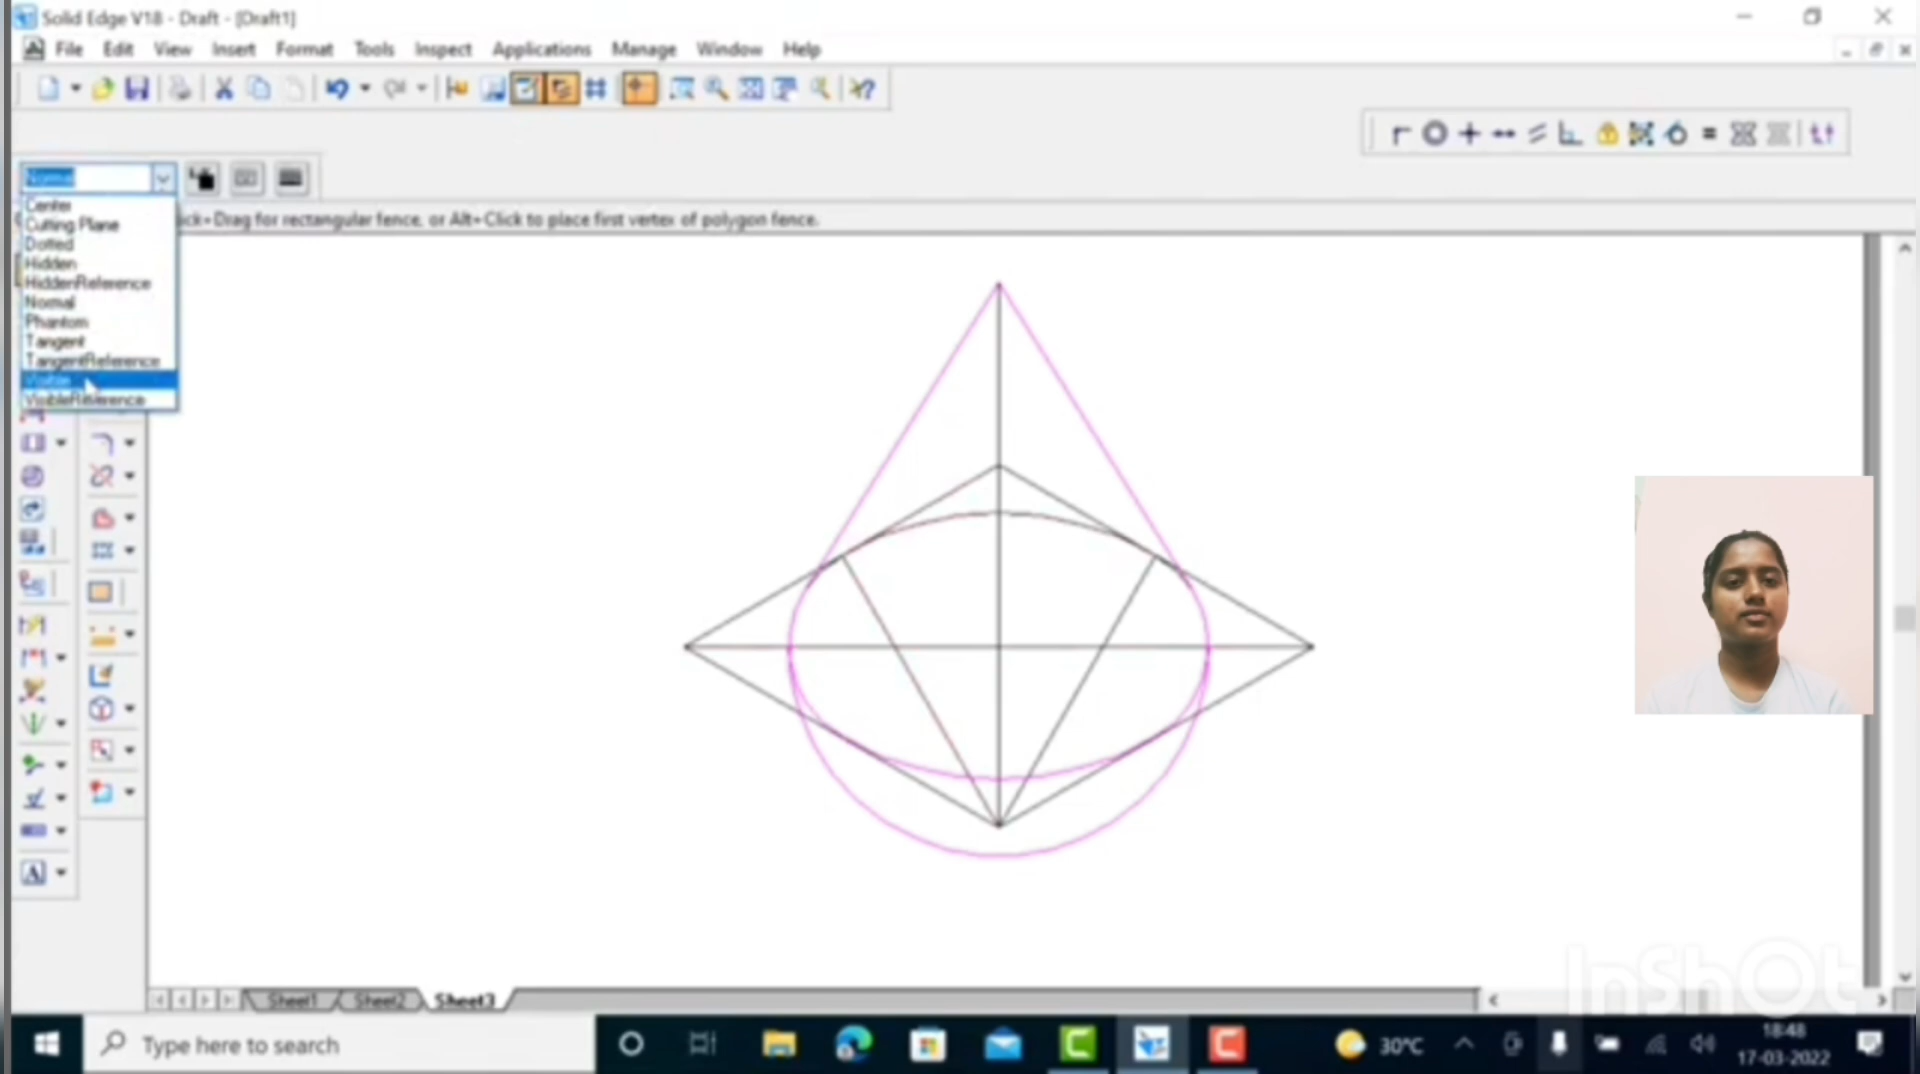 Solid Edge V18 - Draft - [Draft1]
File Edit View Insert Format Tools Inspect Applications Manage Window Help
Normal
Center
Cutting Plane
Dotted
Hidden
HiddenReference
Normal
Phantom
Tangent
TangentReference
Visible
VisibleReference
ick+Drag for rectangular fence, or Alt+Click to place first vertex of polygon fence.
A
Sheet1 Sheet2 Sheet3
InShOt
Type here to search
30°C
18:48
17-03-2022